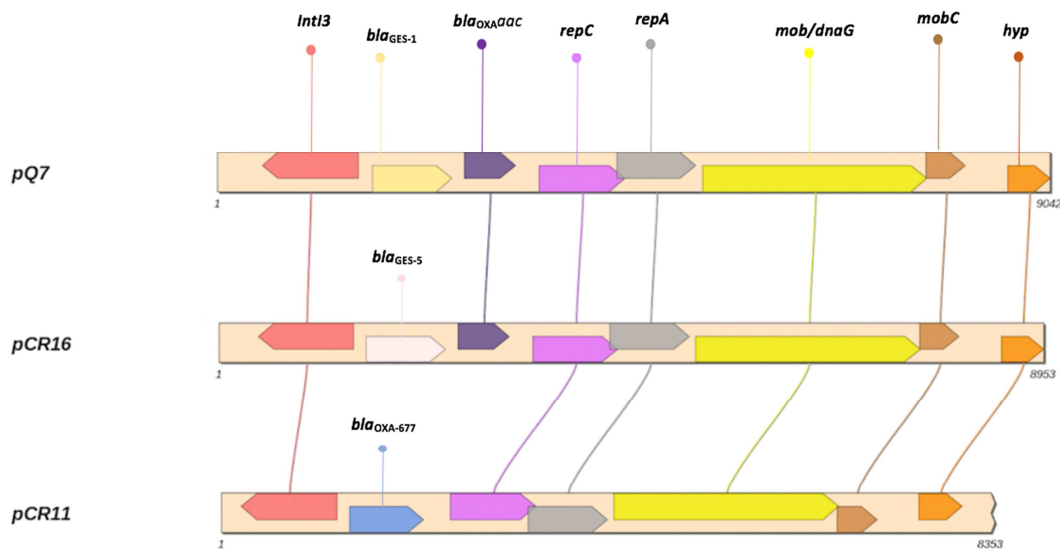 IntI3 blaGES-1 blaOXAaac repC repA mob/dnaG mobC hyp
pQ7
1 9042
blaGES-5
pCR16
1 8953
blaOXA-677
pCR11
1 8353